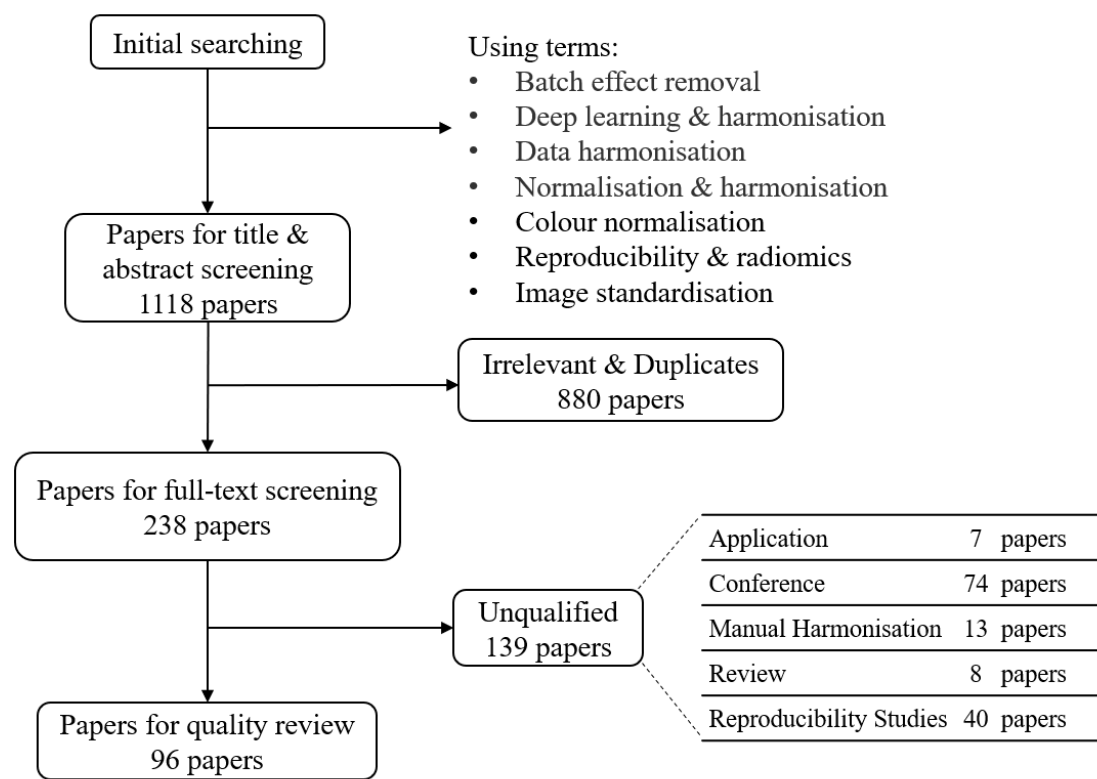 Initial searching
Using terms:
• Batch effect removal
• Deep learning & harmonisation
• Data harmonisation
• Normalisation & harmonisation
• Colour normalisation
• Reproducibility & radiomics
• Image standardisation
Papers for title &
abstract screening
1118 papers
Irrelevant & Duplicates
880 papers
Papers for full-text screening
238 papers
Unqualified
139 papers
Application 7 papers
Conference 74 papers
Manual Harmonisation 13 papers
Review 8 papers
Reproducibility Studies 40 papers
Papers for quality review
96 papers